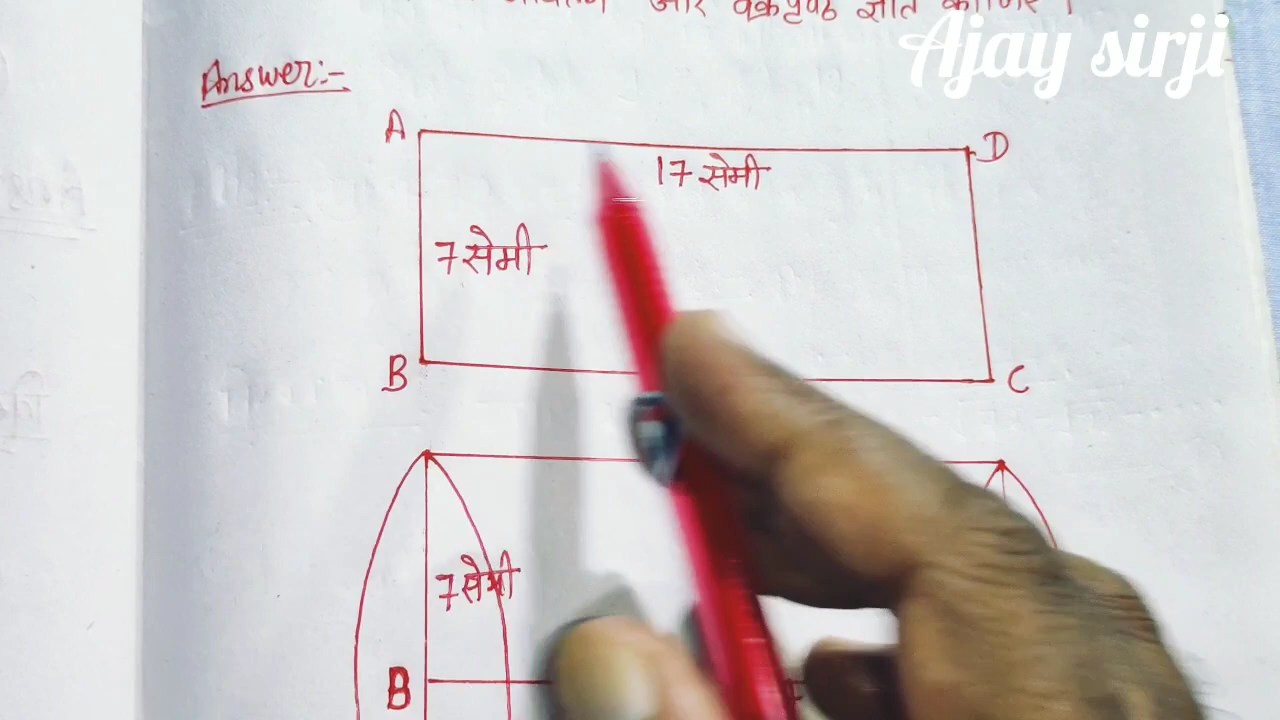 और वक्रपृष्ठ ज्ञात कीजिए।
Ajay sirji
Answer:-
A
D
17 सेमी
7 सेमी
B
C
7 सेमी
B